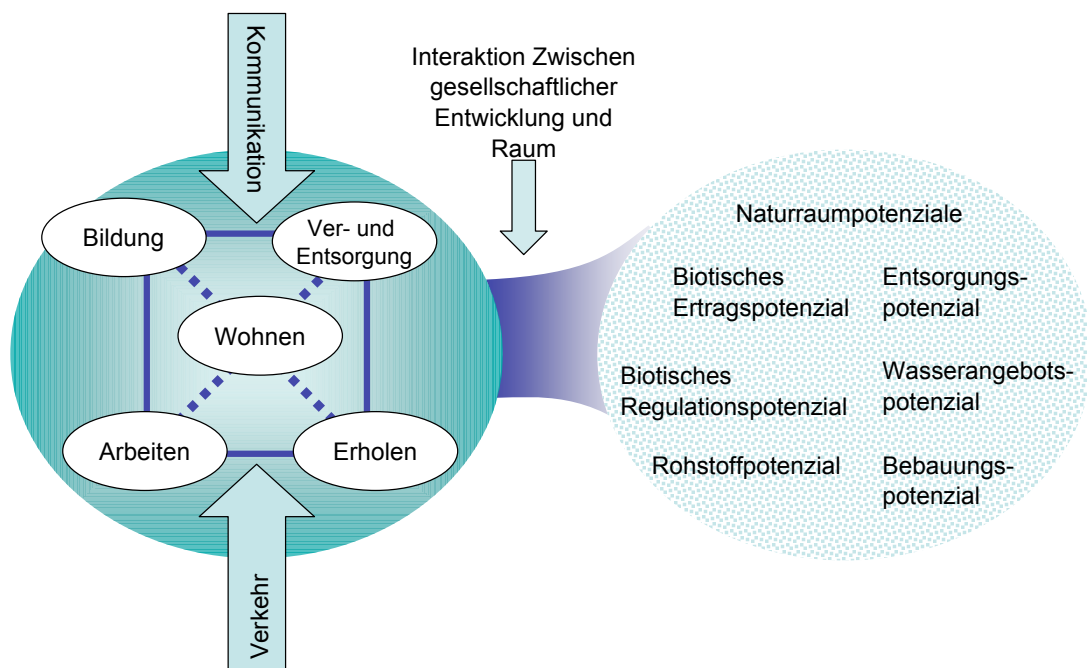 Kommunikation
Interaktion Zwischen
gesellschaftlicher
Entwicklung und
Raum
Bildung
Ver- und
Entsorgung
Wohnen
Arbeiten
Erholen
Verkehr
Naturraumpotenziale
Biotisches
Ertragspotenzial
Entsorgungs-
potenzial
Biotisches
Regulationspotenzial
Wasserangebots-
potenzial
Rohstoffpotenzial
Bebauungs-
potenzial